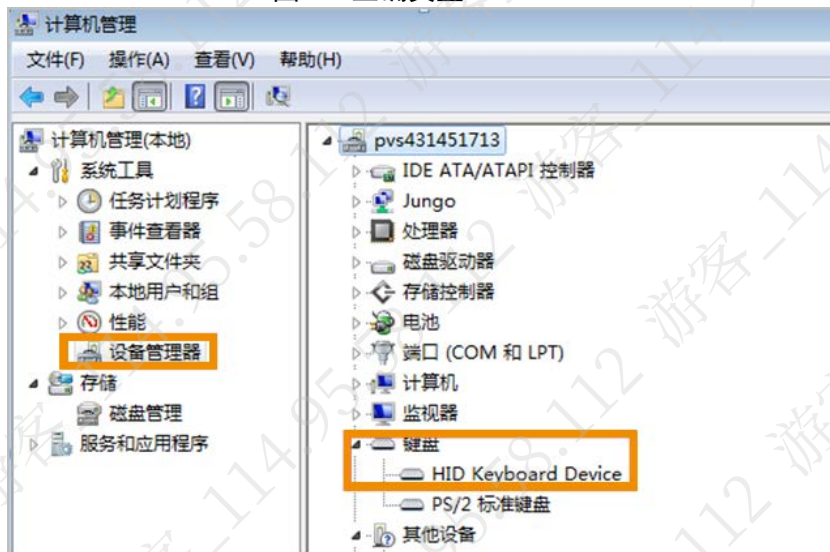 计算机管理
文件(F) 操作(A) 查看(V) 帮助(H)
计算机管理(本地)
系统工具
任务计划程序
事件查看器
共享文件夹
本地用户和组
性能
设备管理器
存储
磁盘管理
服务和应用程序
pvs431451713
IDE ATA/ATAPI 控制器
Jungo
处理器
磁盘驱动器
存储控制器
电池
端口 (COM 和 LPT)
计算机
监视器
键盘
HID Keyboard Device
PS/2 标准键盘
其他设备